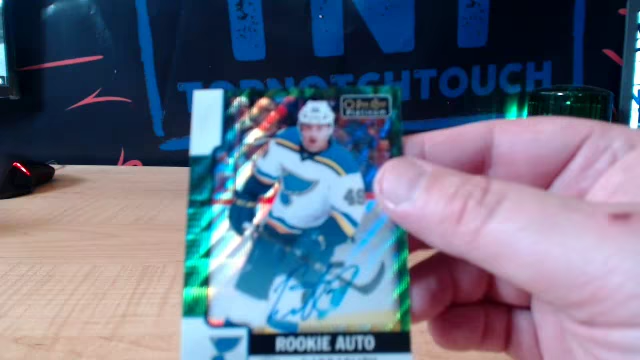 TNT
TOPNOTCHTOUCH
O-Pee-Chee
Platinum
49
ROOKIE AUTO